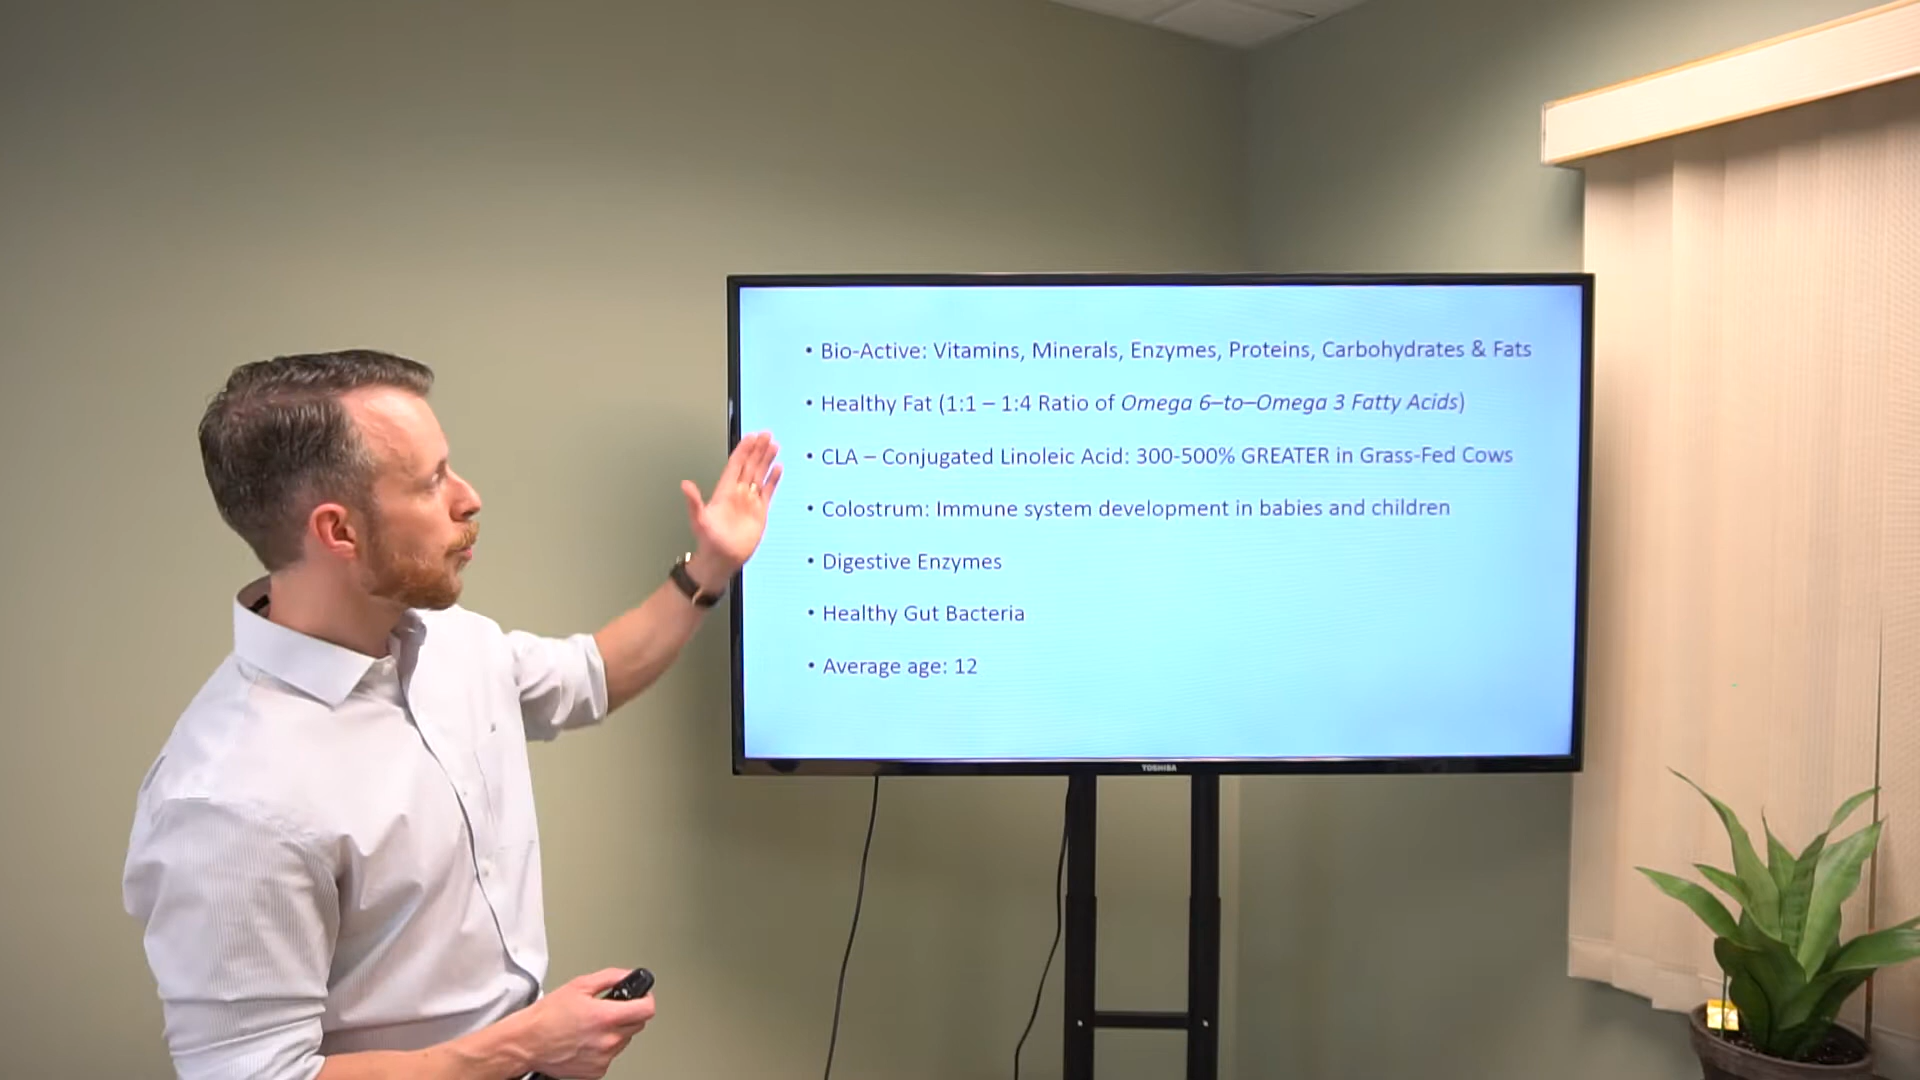 • Bio-Active: Vitamins, Minerals, Enzymes, Proteins, Carbohydrates & Fats
• Healthy Fat (1:1 – 1:4 Ratio of Omega 6–to–Omega 3 Fatty Acids)
• CLA – Conjugated Linoleic Acid: 300-500% GREATER in Grass-Fed Cows
• Colostrum: Immune system development in babies and children
• Digestive Enzymes
• Healthy Gut Bacteria
• Average age: 12
TOSHIBA